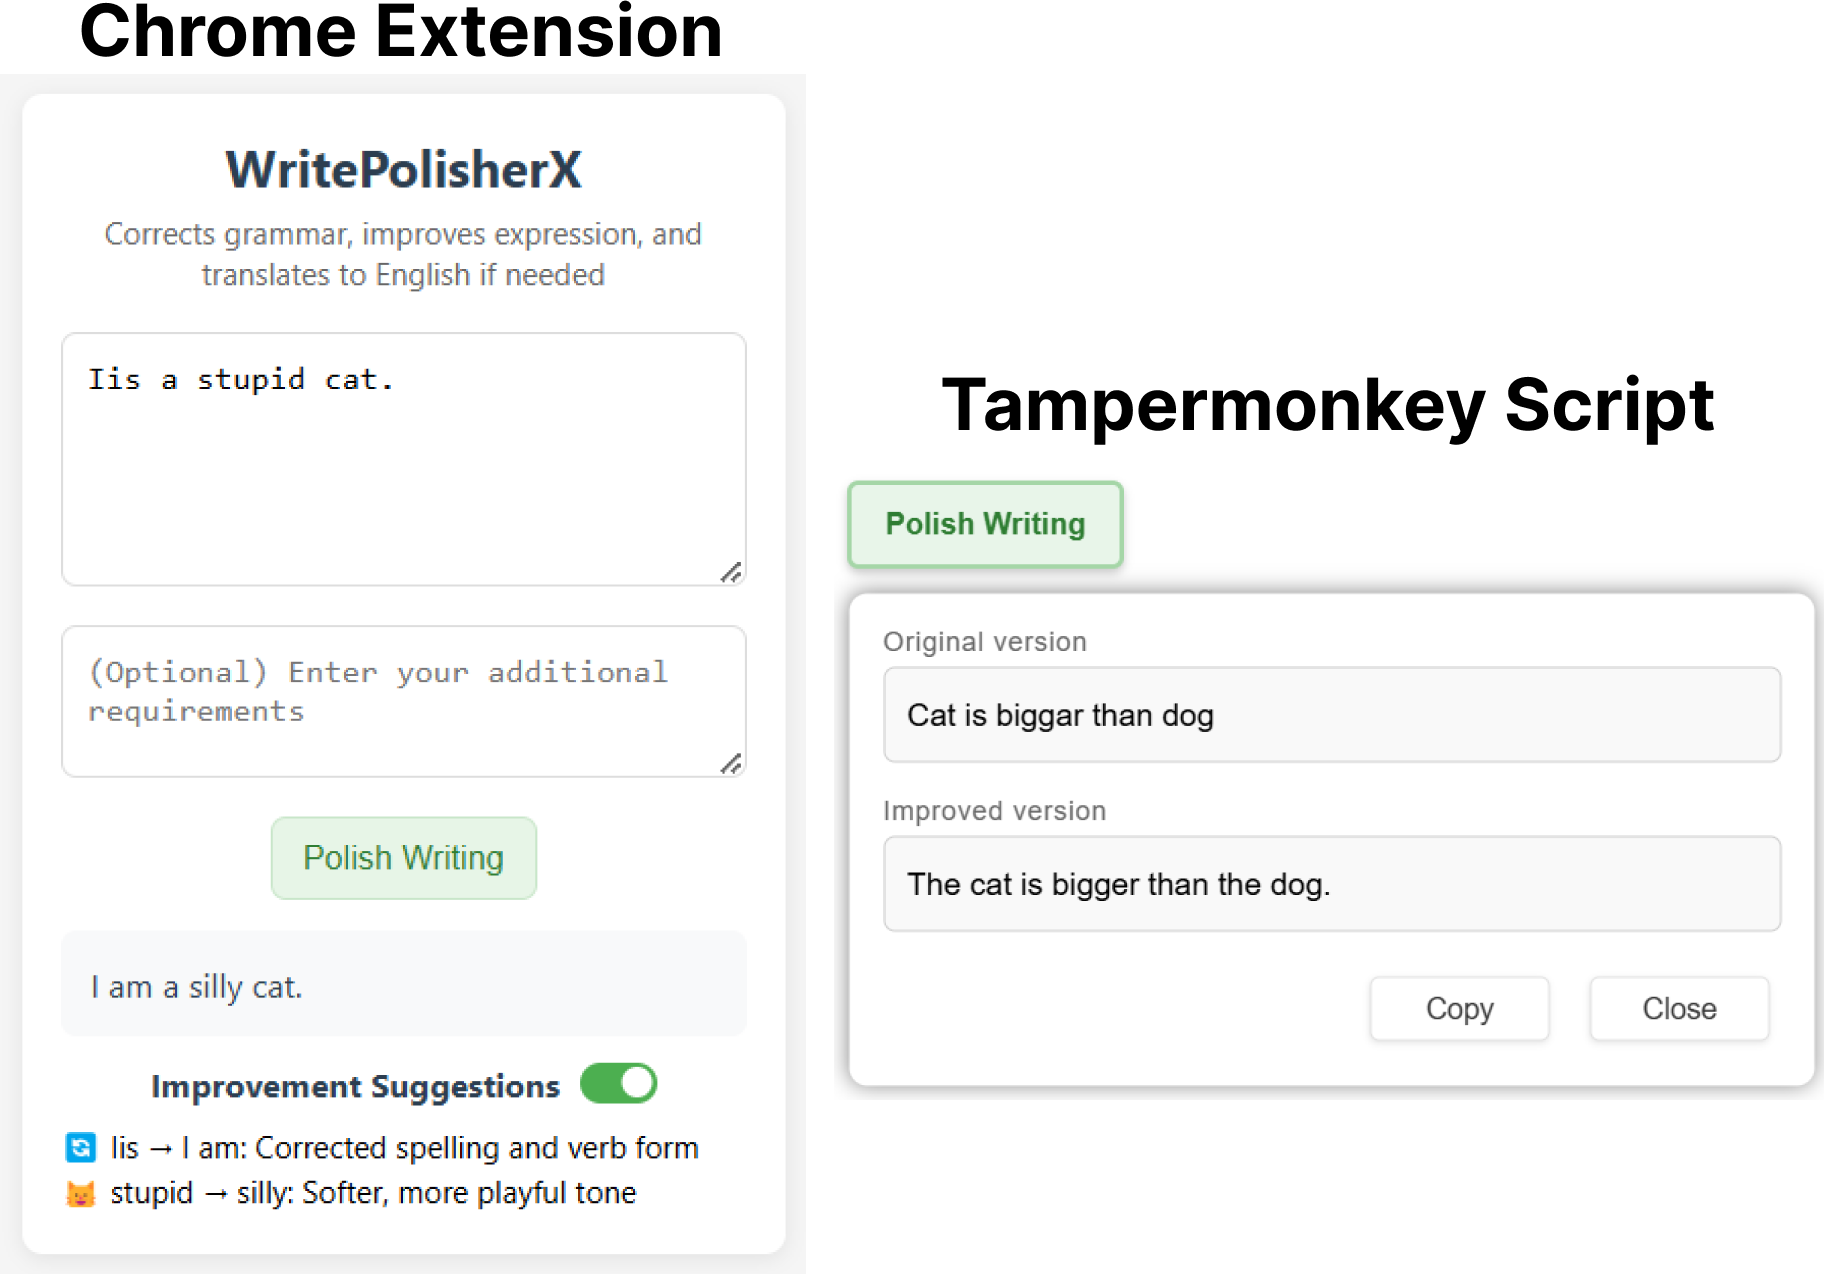 Chrome Extension
WritePolisherX
Corrects grammar, improves expression, and
translates to English if needed
Iis a stupid cat.
(Optional) Enter your additional
requirements
Polish Writing
I am a silly cat.
Improvement Suggestions
Iis → I am: Corrected spelling and verb form
stupid → silly: Softer, more playful tone
Tampermonkey Script
Polish Writing
Original version
Cat is biggar than dog
Improved version
The cat is bigger than the dog.
Copy
Close